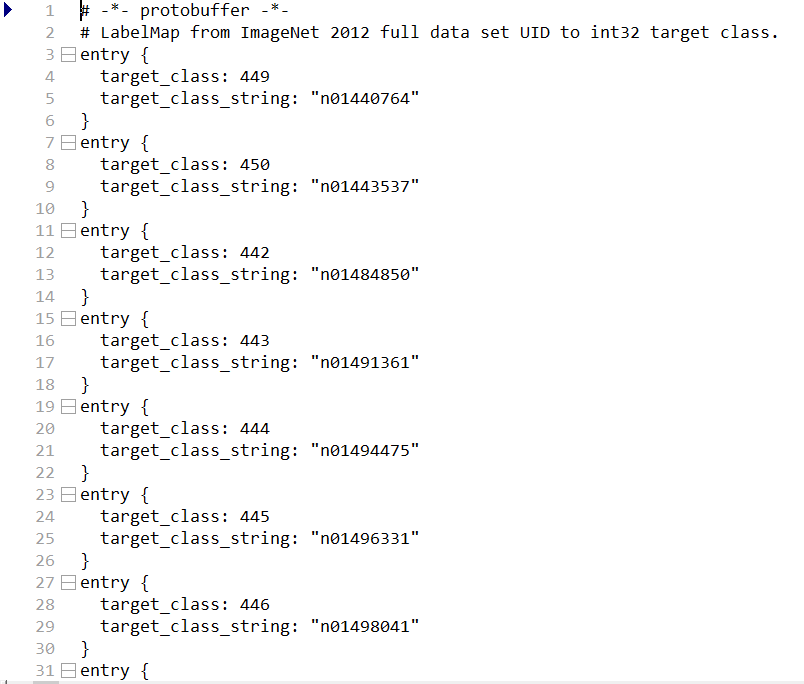 1 # -*- protobuffer -*-
2 # LabelMap from ImageNet 2012 full data set UID to int32 target class.
3 entry {
4   target_class: 449
5   target_class_string: "n01440764"
6 }
7 entry {
8   target_class: 450
9   target_class_string: "n01443537"
10 }
11 entry {
12   target_class: 442
13   target_class_string: "n01484850"
14 }
15 entry {
16   target_class: 443
17   target_class_string: "n01491361"
18 }
19 entry {
20   target_class: 444
21   target_class_string: "n01494475"
22 }
23 entry {
24   target_class: 445
25   target_class_string: "n01496331"
26 }
27 entry {
28   target_class: 446
29   target_class_string: "n01498041"
30 }
31 entry {